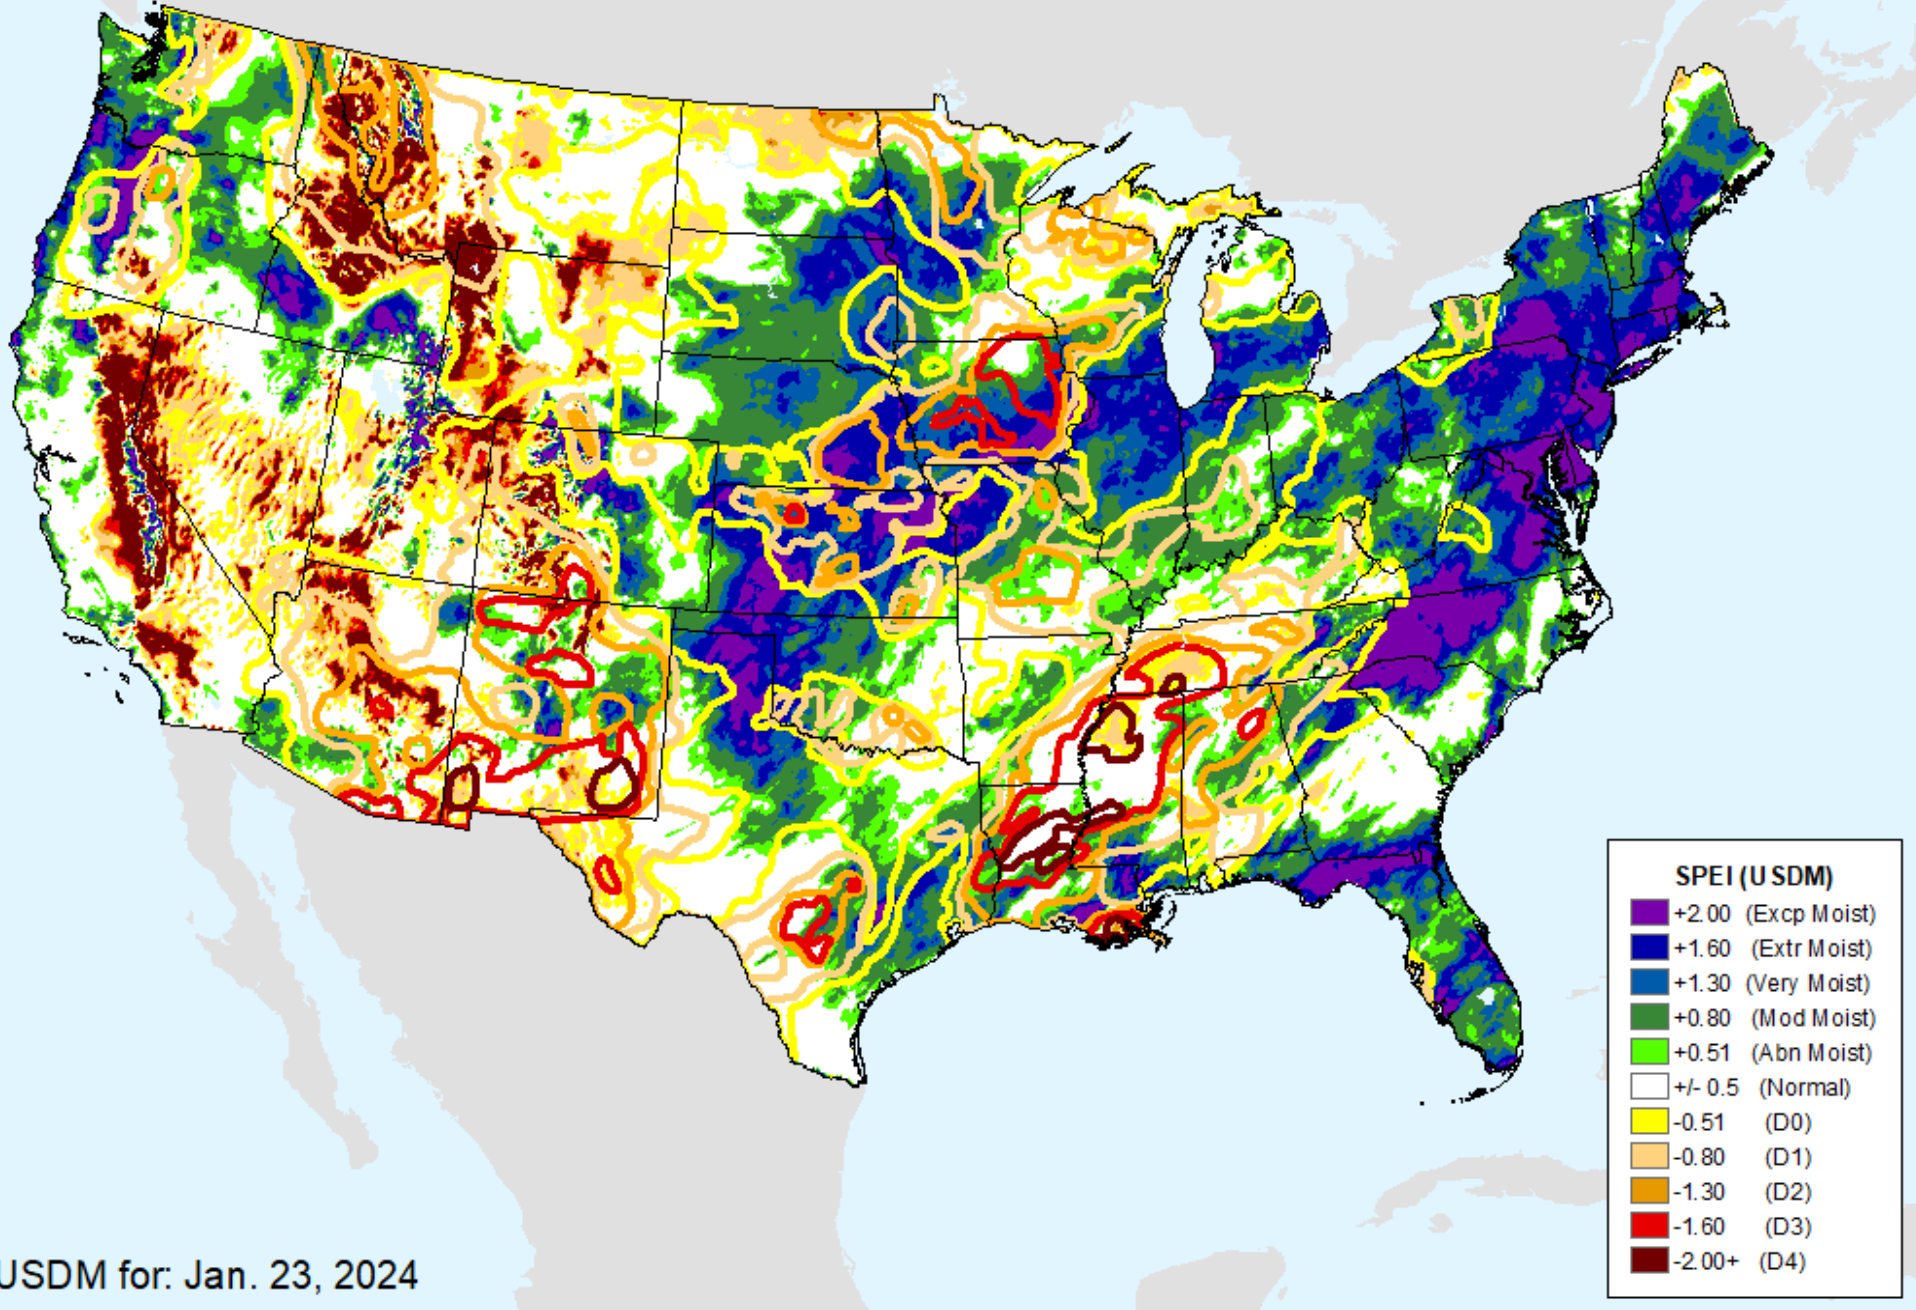 SPEI (USDM)
+2.00 (Excp Moist)
+1.60 (Extr Moist)
+1.30 (Very Moist)
+0.80 (Mod Moist)
+0.51 (Abn Moist)
+/- 0.5 (Normal)
-0.51 (D0)
-0.80 (D1)
-1.30 (D2)
-1.60 (D3)
-2.00+ (D4)
USDM for: Jan. 23, 2024